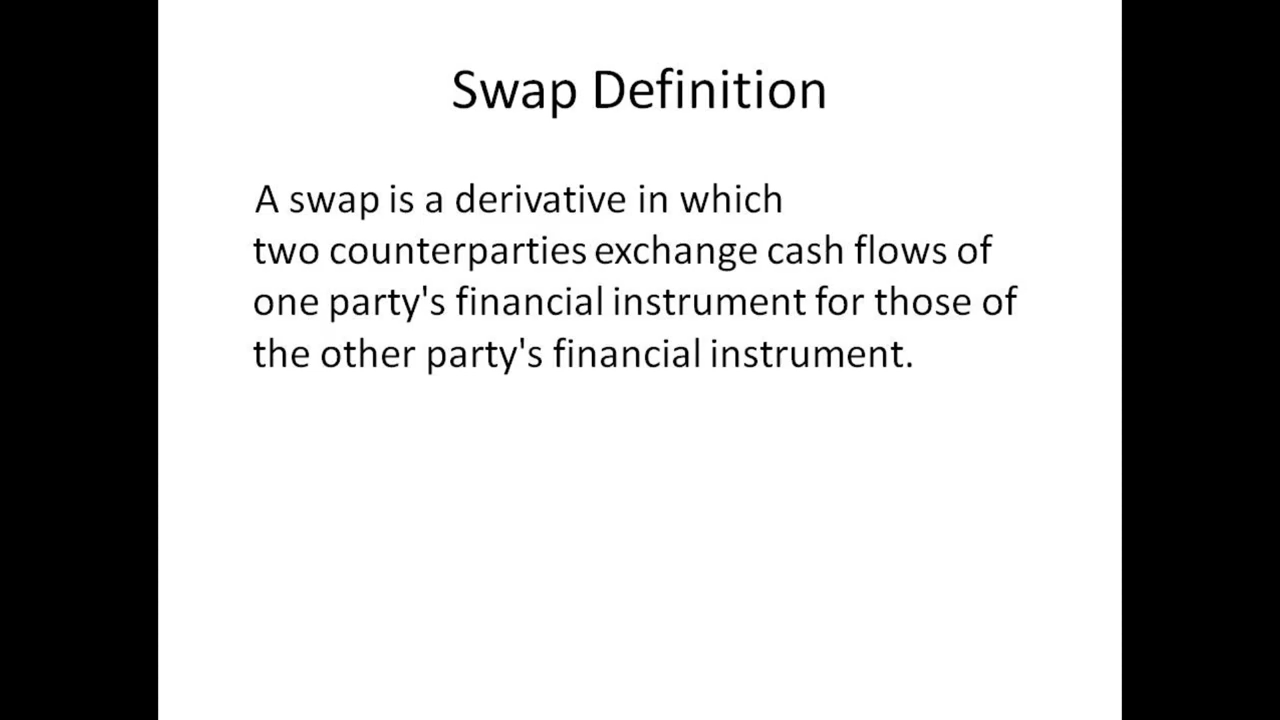 Swap Definition
A swap is a derivative in which
two counterparties exchange cash flows of
one party's financial instrument for those of
the other party's financial instrument.